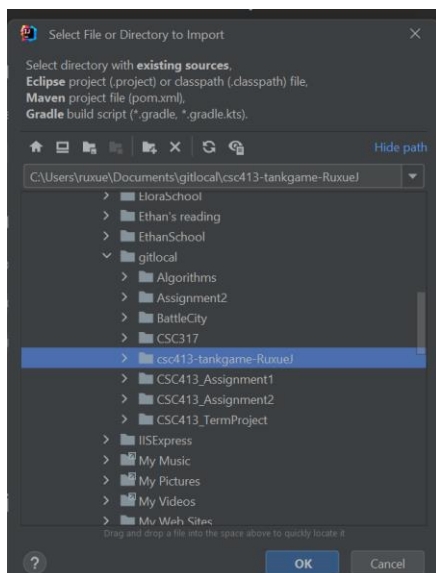 Select File or Directory to Import
Select directory with existing sources,
Eclipse project (.project) or classpath (.classpath) file,
Maven project file (pom.xml),
Gradle build script (*.gradle, *.gradle.kts).
Hide path
C:\Users\ruxue\Documents\gitlocal\csc413-tankgame-RuxueJ
EloraSchool
Ethan's reading
EthanSchool
gitlocal
Algorithms
Assignment2
BattleCity
CSC317
csc413-tankgame-RuxueJ
CSC413_Assignment1
CSC413_Assignment2
CSC413_TermProject
IISExpress
My Music
My Pictures
My Videos
My Web Sites
Drag and drop a file into the space above to quickly locate it
? OK Cancel